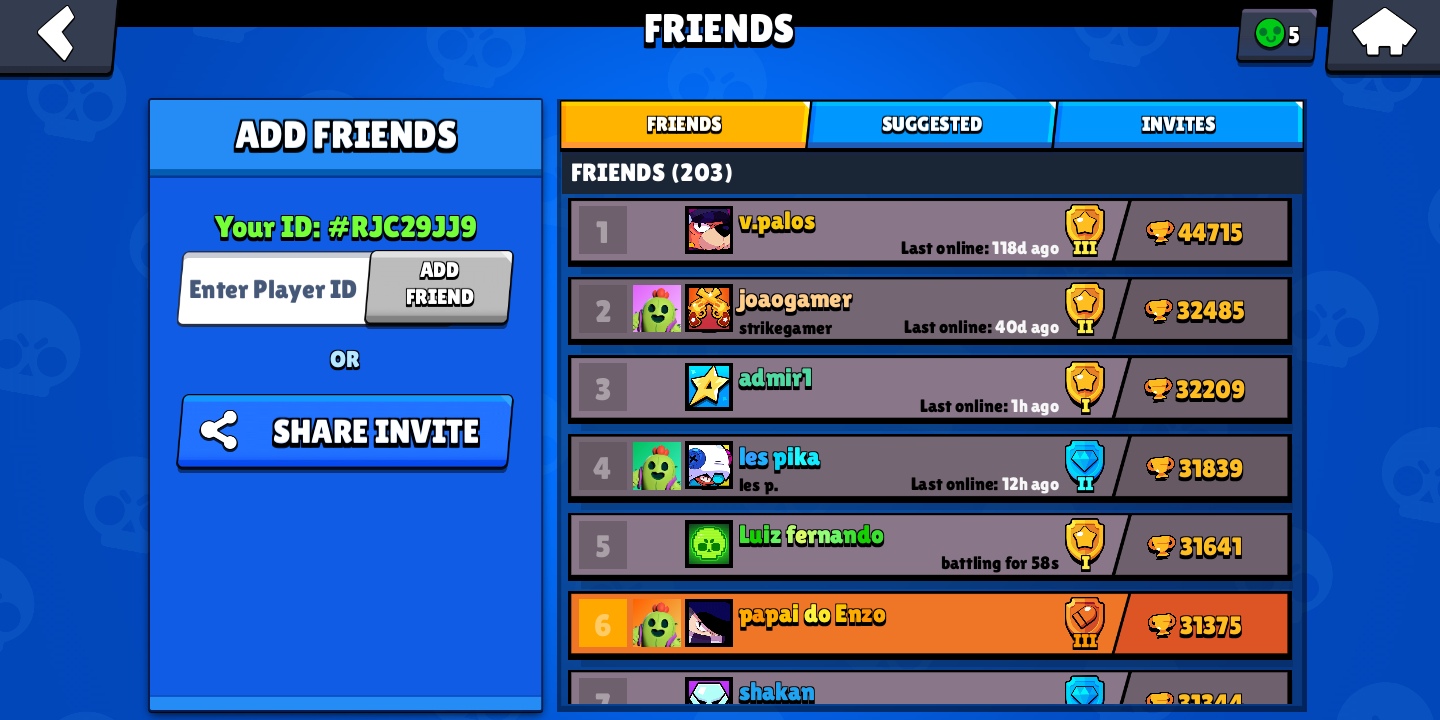 FRIENDS
5
ADD FRIENDS
Your ID: #RJC29JJ9
Enter Player ID
ADD
FRIEND
OR
SHARE INVITE
FRIENDS
SUGGESTED
INVITES
FRIENDS (203)
1
v.palos
Last online: 118d ago
III
44715
2
joaogamer
strikegamer
Last online: 40d ago
II
32485
3
admir1
Last online: 1h ago
I
32209
4
les pika
les p.
Last online: 12h ago
II
31839
5
Luiz fernando
battling for 58s
I
31641
6
papai do Enzo
III
31375
7
shakan
31344